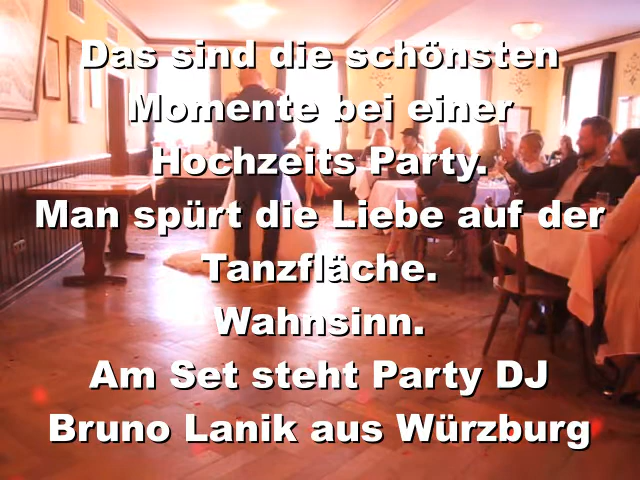 Das sind die schönsten
Momente bei einer
Hochzeits Party.
Man spürt die Liebe auf der
Tanzfläche.
Wahnsinn.
Am Set steht Party DJ
Bruno Lanik aus Würzburg